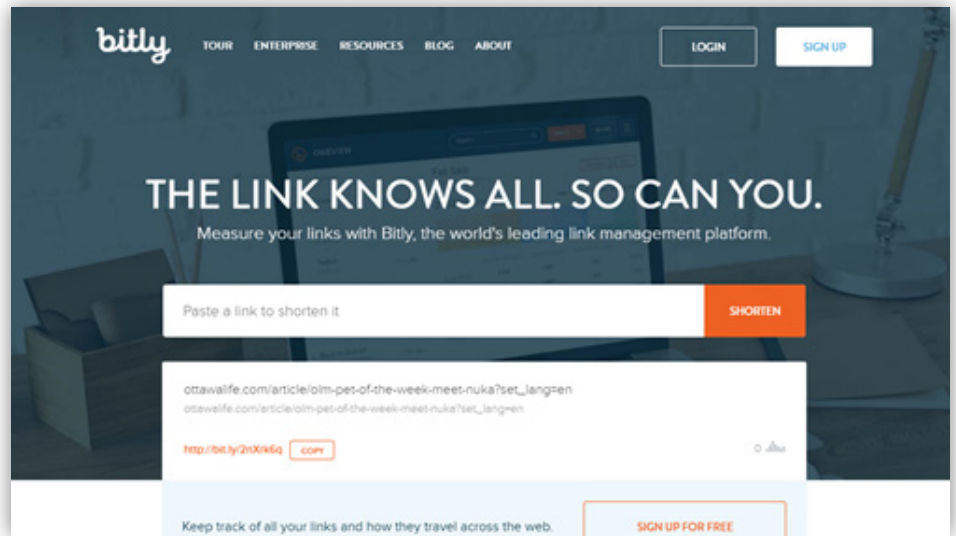 bitly
TOUR ENTERPRISE RESOURCES BLOG ABOUT LOGIN SIGN UP
THE LINK KNOWS ALL. SO CAN YOU.
Measure your links with Bitly, the world's leading link management platform.
Paste a link to shorten it SHORTEN
ottawalife.com/article/olm-pet-of-the-week-meet-nuka?set_lang=en
ottawalife.com/article/olm-pet-of-the-week-meet-nuka?set_lang=en
http://bit.ly/2nXrk6q COPY 0
Keep track of all your links and how they travel across the web. SIGN UP FOR FREE